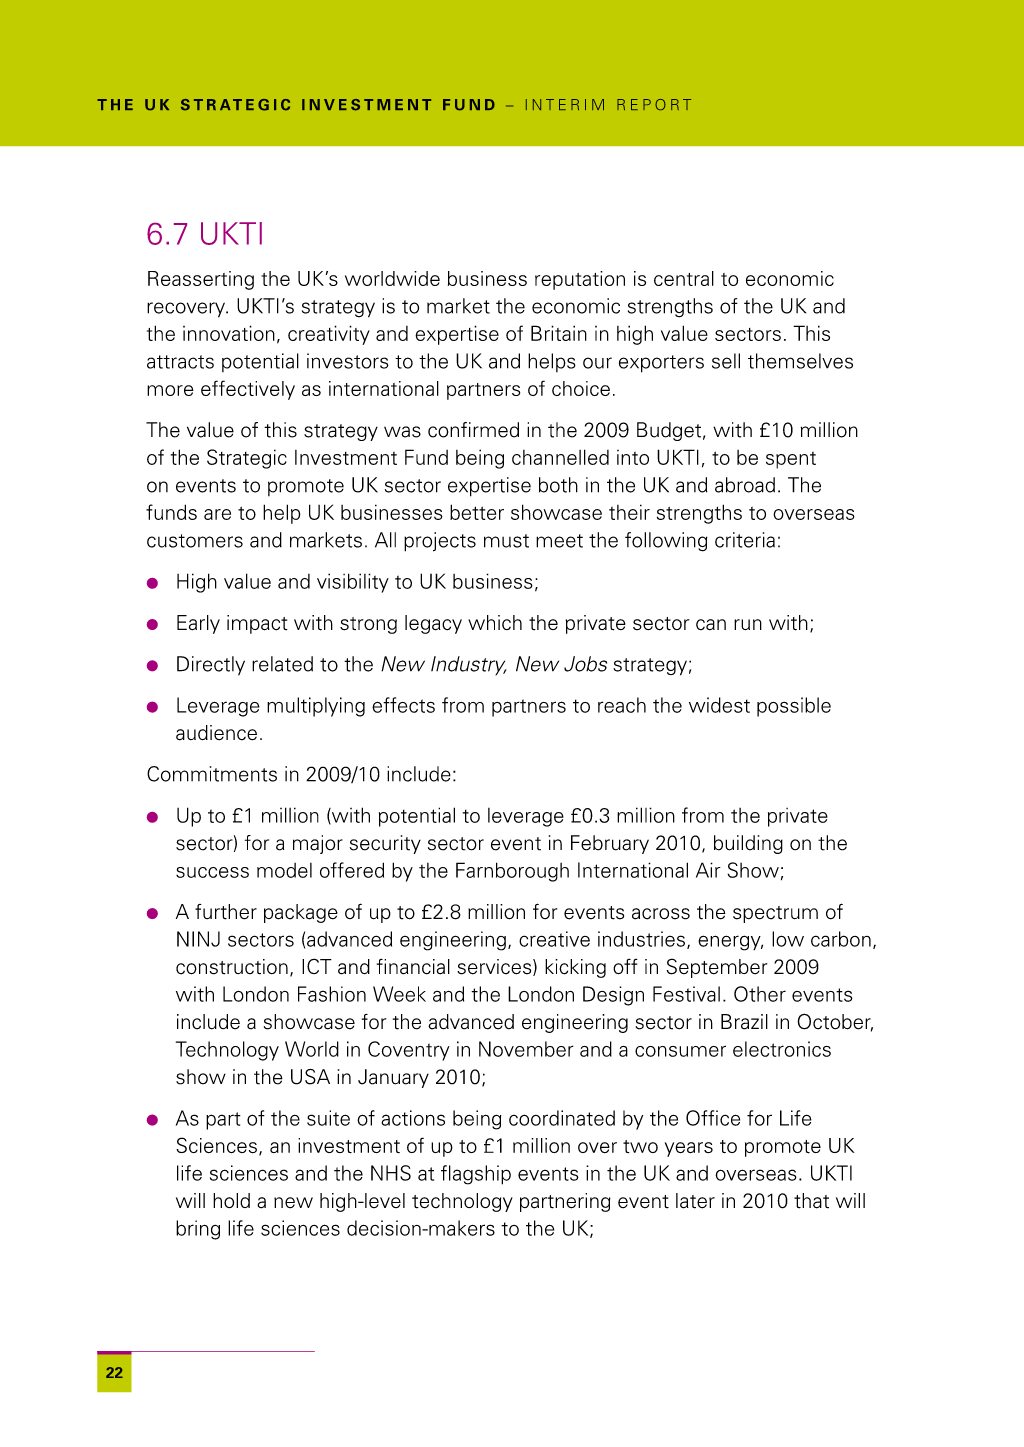 THE UK STRATEGIC INVESTMENT FUND – INTERIM REPORT
6.7 UKTI
Reasserting the UK’s worldwide business reputation is central to economic
recovery. UKTI’s strategy is to market the economic strengths of the UK and
the innovation, creativity and expertise of Britain in high value sectors. This
attracts potential investors to the UK and helps our exporters sell themselves
more effectively as international partners of choice.
The value of this strategy was confirmed in the 2009 Budget, with £10 million
of the Strategic Investment Fund being channelled into UKTI, to be spent
on events to promote UK sector expertise both in the UK and abroad. The
funds are to help UK businesses better showcase their strengths to overseas
customers and markets. All projects must meet the following criteria:
● High value and visibility to UK business;
● Early impact with strong legacy which the private sector can run with;
● Directly related to the New Industry, New Jobs strategy;
● Leverage multiplying effects from partners to reach the widest possible
audience.
Commitments in 2009/10 include:
● Up to £1 million (with potential to leverage £0.3 million from the private
sector) for a major security sector event in February 2010, building on the
success model offered by the Farnborough International Air Show;
● A further package of up to £2.8 million for events across the spectrum of
NINJ sectors (advanced engineering, creative industries, energy, low carbon,
construction, ICT and financial services) kicking off in September 2009
with London Fashion Week and the London Design Festival. Other events
include a showcase for the advanced engineering sector in Brazil in October,
Technology World in Coventry in November and a consumer electronics
show in the USA in January 2010;
● As part of the suite of actions being coordinated by the Office for Life
Sciences, an investment of up to £1 million over two years to promote UK
life sciences and the NHS at flagship events in the UK and overseas. UKTI
will hold a new high-level technology partnering event later in 2010 that will
bring life sciences decision-makers to the UK;
22